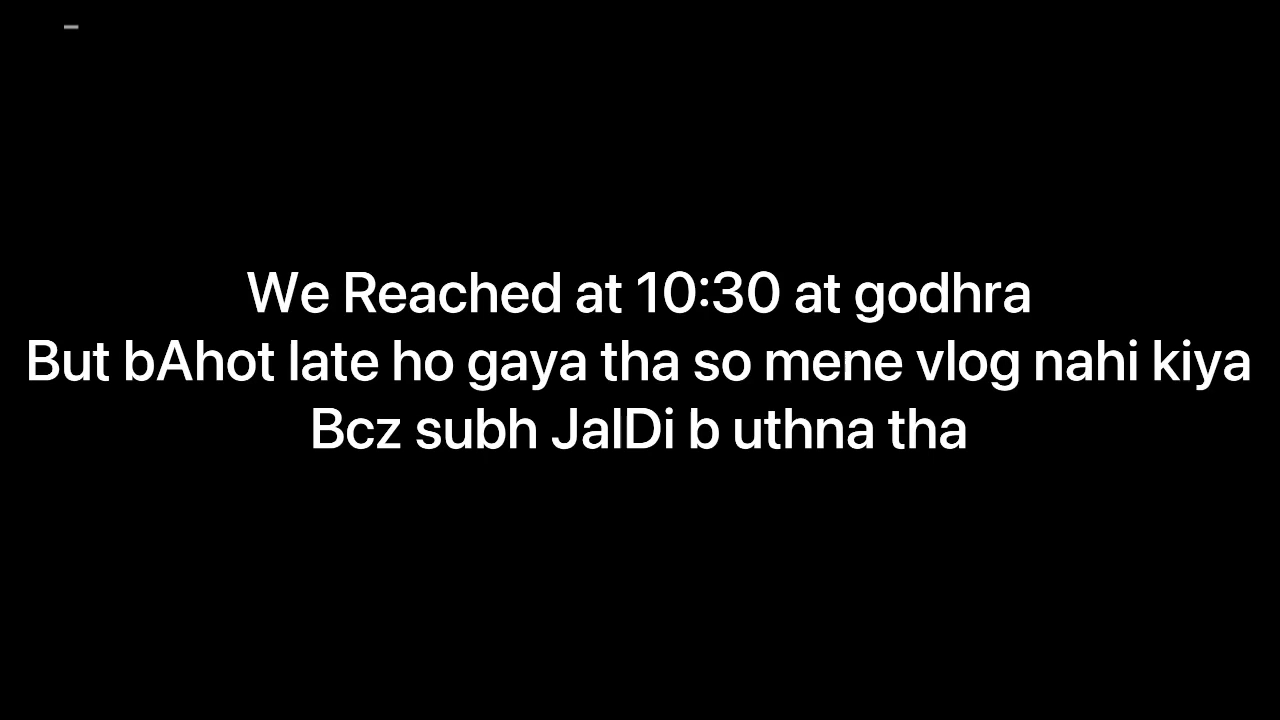 We Reached at 10:30 at godhra
But bAhot late ho gaya tha so mene vlog nahi kiya
Bcz subh JalDi b uthna tha